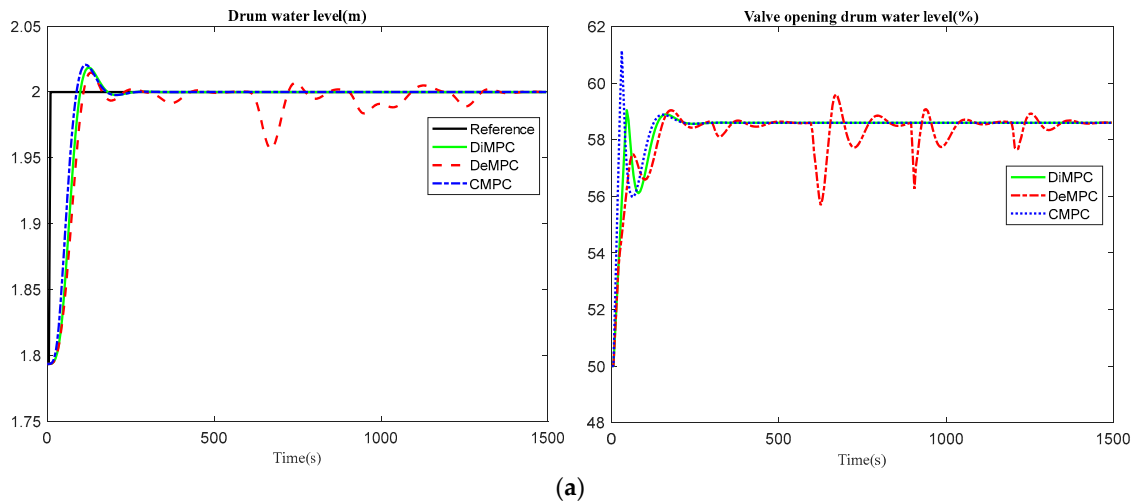 Drum water level(m)
2.05
2
1.95
1.9
1.85
1.8
1.75
0
500
1000
1500
Time(s)
Reference
DiMPC
DeMPC
CMPC
Valve opening drum water level(%)
62
60
58
56
54
52
50
48
0
500
1000
1500
Time(s)
DiMPC
DeMPC
CMPC
(a)